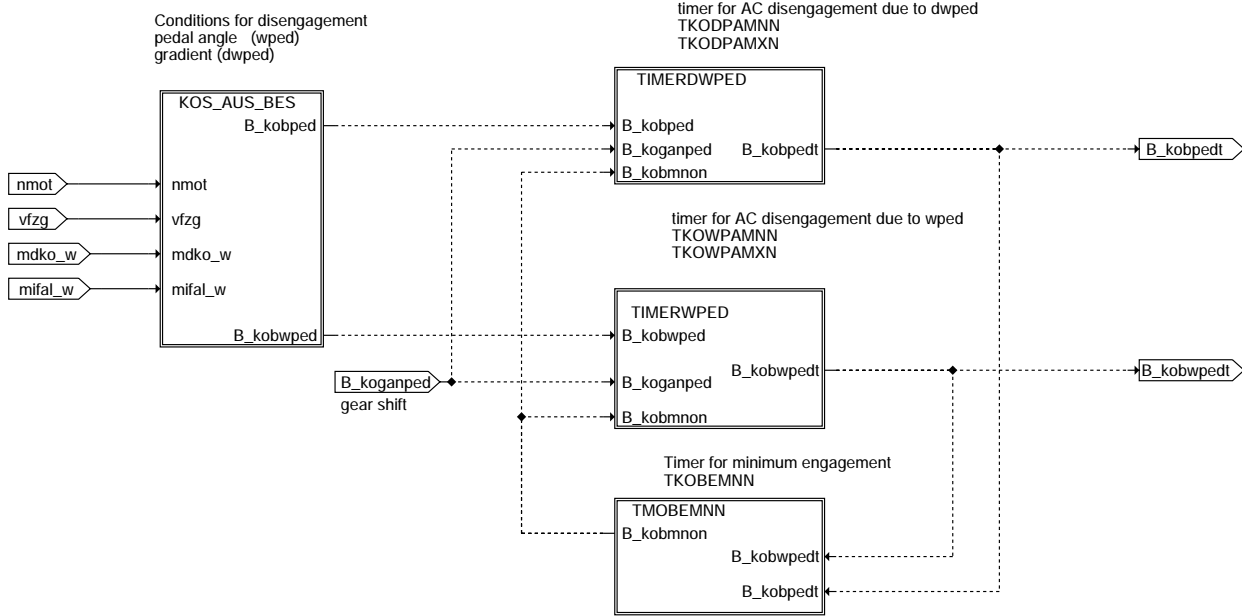 Conditions for disengagement
pedal angle (wped)
gradient (dwped)
timer for AC disengagement due to dwped
TKODPAMNN
TKODPAMXN
KOS_AUS_BES
B_kobped
nmot
nmot
vfzg
vfzg
mdko_w
mdko_w
mifal_w
mifal_w
B_kobwped
TIMERDWPED
B_kobped
B_koganped
B_kobpedt
B_kobmnon
B_kobpedt
timer for AC disengagement due to wped
TKOWPAMNN
TKOWPAMXN
TIMERWPED
B_kobwped
B_kobwpedt
B_kobwpedt
B_koganped
B_koganped
gear shift
B_kobmnon
Timer for minimum engagement
TKOBEMNN
TMOBEMNN
B_kobmnon
B_kobwpedt
B_kobpedt